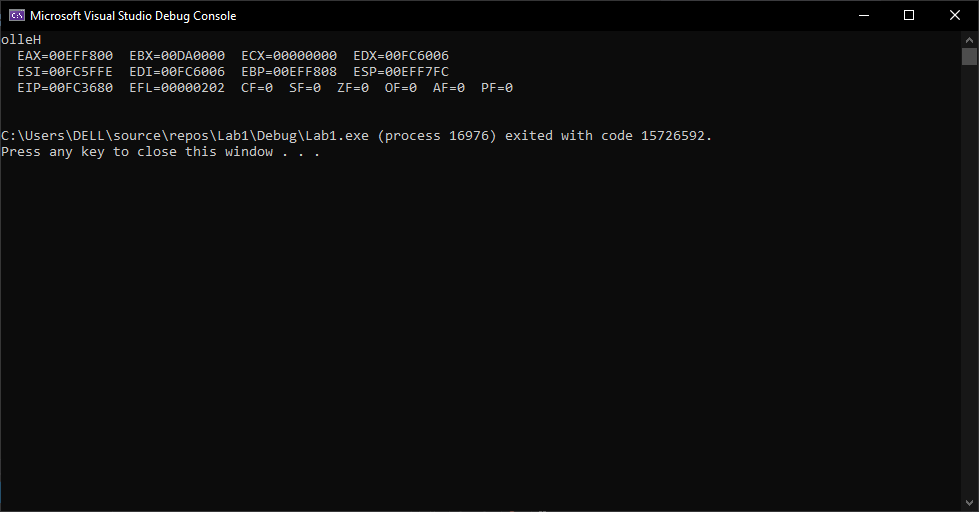 Microsoft Visual Studio Debug Console
olleH
  EAX=00EFF800  EBX=00DA0000  ECX=00000000  EDX=00FC6006
  ESI=00FC5FFE  EDI=00FC6006  EBP=00EFF808  ESP=00EFF7FC
  EIP=00FC3680  EFL=00000202  CF=0  SF=0  ZF=0  OF=0  AF=0  PF=0
C:\Users\DELL\source\repos\Lab1\Debug\Lab1.exe (process 16976) exited with code 15726592.
Press any key to close this window . . .